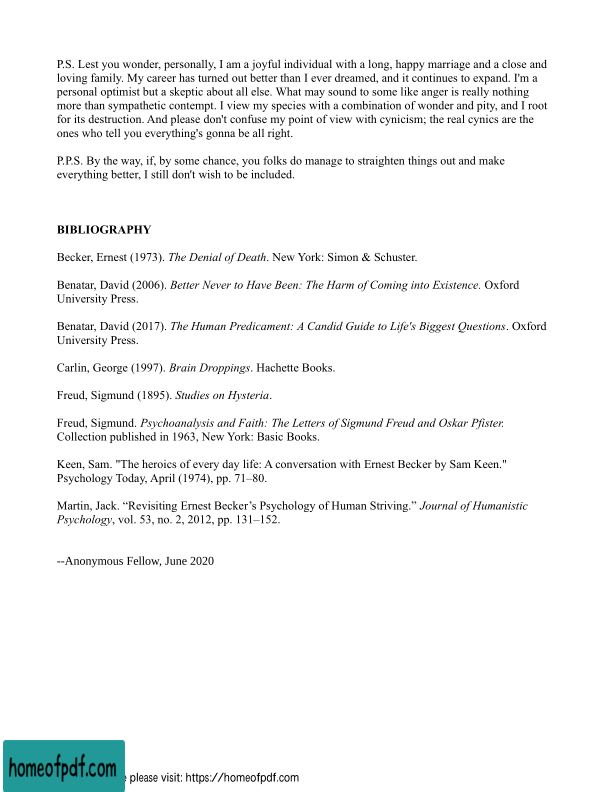 P.S. Lest you wonder, personally, I am a joyful individual with a long, happy marriage and a close and
loving family. My career has turned out better than I ever dreamed, and it continues to expand. I'm a
personal optimist but a skeptic about all else. What may sound to some like anger is really nothing
more than sympathetic contempt. I view my species with a combination of wonder and pity, and I root
for its destruction. And please don't confuse my point of view with cynicism; the real cynics are the
ones who tell you everything's gonna be all right.
P.P.S. By the way, if, by some chance, you folks do manage to straighten things out and make
everything better, I still don't wish to be included.
BIBLIOGRAPHY
Becker, Ernest (1973). The Denial of Death. New York: Simon & Schuster.
Benatar, David (2006). Better Never to Have Been: The Harm of Coming into Existence. Oxford
University Press.
Benatar, David (2017). The Human Predicament: A Candid Guide to Life's Biggest Questions. Oxford
University Press.
Carlin, George (1997). Brain Droppings. Hachette Books.
Freud, Sigmund (1895). Studies on Hysteria.
Freud, Sigmund. Psychoanalysis and Faith: The Letters of Sigmund Freud and Oskar Pfister.
Collection published in 1963, New York: Basic Books.
Keen, Sam. "The heroics of every day life: A conversation with Ernest Becker by Sam Keen."
Psychology Today, April (1974), pp. 71–80.
Martin, Jack. “Revisiting Ernest Becker’s Psychology of Human Striving.” Journal of Humanistic
Psychology, vol. 53, no. 2, 2012, pp. 131–152.
--Anonymous Fellow, June 2020
homeofpdf.com please visit: https://homeofpdf.com